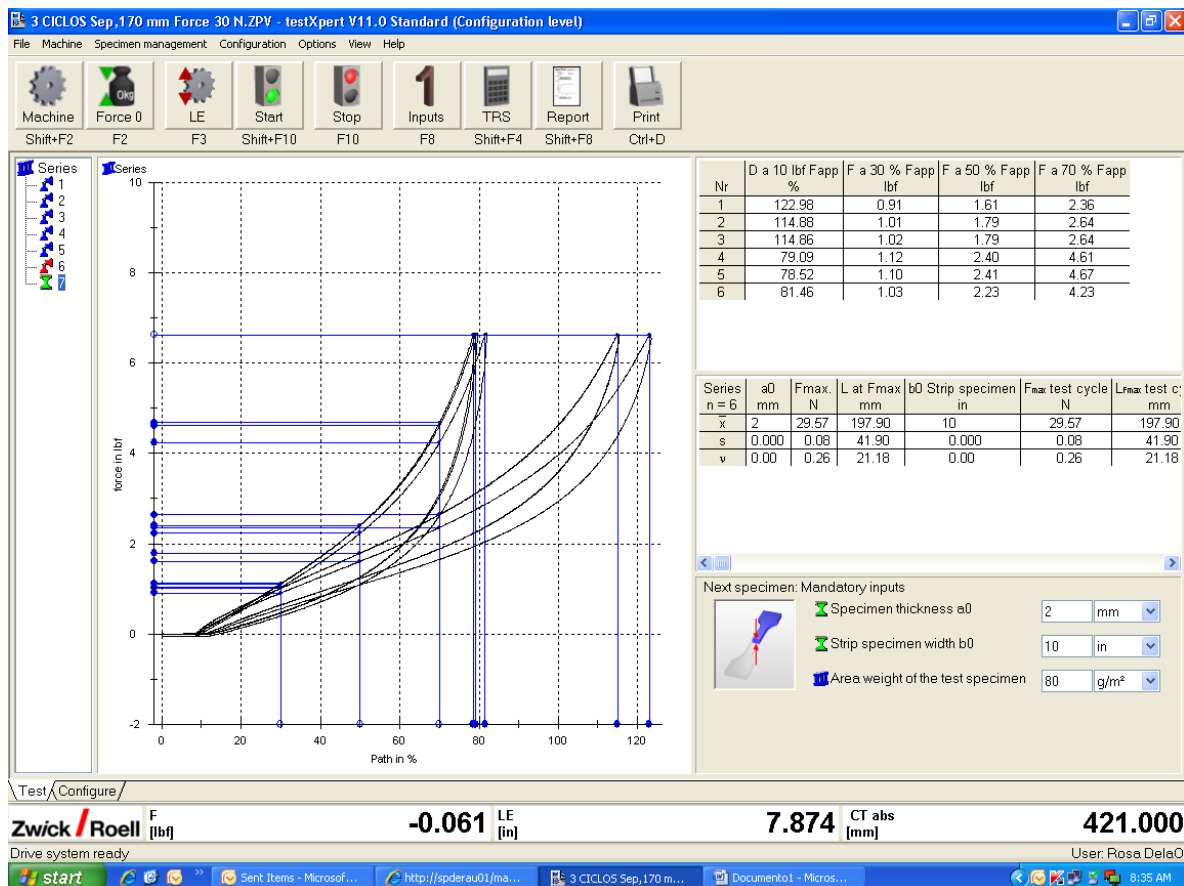 3 CICLOS Sep,170 mm Force 30 N.ZPV - testXpert V11.0 Standard (Configuration level)
File Machine Specimen management Configuration Options View Help
0kg
1
Machine Force 0 LE Start Stop Inputs TRS Report Print
Shift+F2 F2 F3 Shift+F10 F10 F8 Shift+F4 Shift+F8 Ctrl+D
Series
1
2
3
4
5
6
7
Series
10
8
6
4
2
0
-2
force in lbf
0 20 40 60 80 100 120
Path in %
Nr D a 10 lbf Fapp % F a 30 % Fapp lbf F a 50 % Fapp lbf F a 70 % Fapp lbf
1 122.98 0.91 1.61 2.36
2 114.88 1.01 1.79 2.64
3 114.86 1.02 1.79 2.64
4 79.09 1.12 2.40 4.61
5 78.52 1.10 2.41 4.67
6 81.46 1.03 2.23 4.23
Series a0 Fmax. L at Fmax b0 Strip specimen Fmax test cycle LFmax test c
n = 6 mm N mm in N mm
x̅ 2 29.57 197.90 10 29.57 197.90
s 0.000 0.08 41.90 0.000 0.08 41.90
ν 0.00 0.26 21.18 0.00 0.26 21.18
Next specimen: Mandatory inputs
Specimen thickness a0 2 mm
Strip specimen width b0 10 in
Area weight of the test specimen 80 g/m²
Test Configure
Zwick / Roell F [lbf] -0.061 LE [in] 7.874 CT abs [mm] 421.000
Drive system ready User: Rosa DelaO
start » Sent Items - Microsof... http://spderau01/ma... 3 CICLOS Sep,170 m... Documento1 - Micros... 8:35 AM